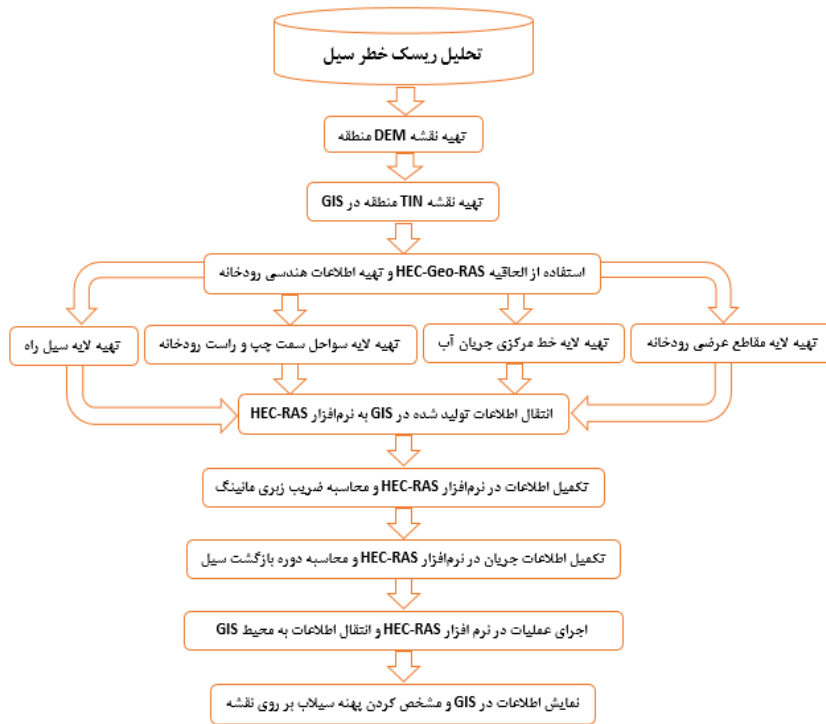 تحلیل ریسک خطر سیل
تهیه نقشه DEM منطقه
تهیه نقشه TIN منطقه در GIS
استفاده از الحاقیه HEC-Geo-RAS و تهیه اطلاعات هندسی رودخانه
تهیه لایه مقاطع عرضی رودخانه
تهیه لایه خط مرکزی جریان آب
تهیه لایه سواحل سمت چپ و راست رودخانه
تهیه لایه سیل راه
انتقال اطلاعات تولید شده در GIS به نرم‌افزار HEC-RAS
تکمیل اطلاعات در نرم‌افزار HEC-RAS و محاسبه ضریب زبری مانینگ
تکمیل اطلاعات جریان در نرم‌افزار HEC-RAS و محاسبه دوره بازگشت سیل
اجرای عملیات در نرم افزار HEC-RAS و انتقال اطلاعات به محیط GIS
نمایش اطلاعات در GIS و مشخص کردن پهنه سیلاب بر روی نقشه